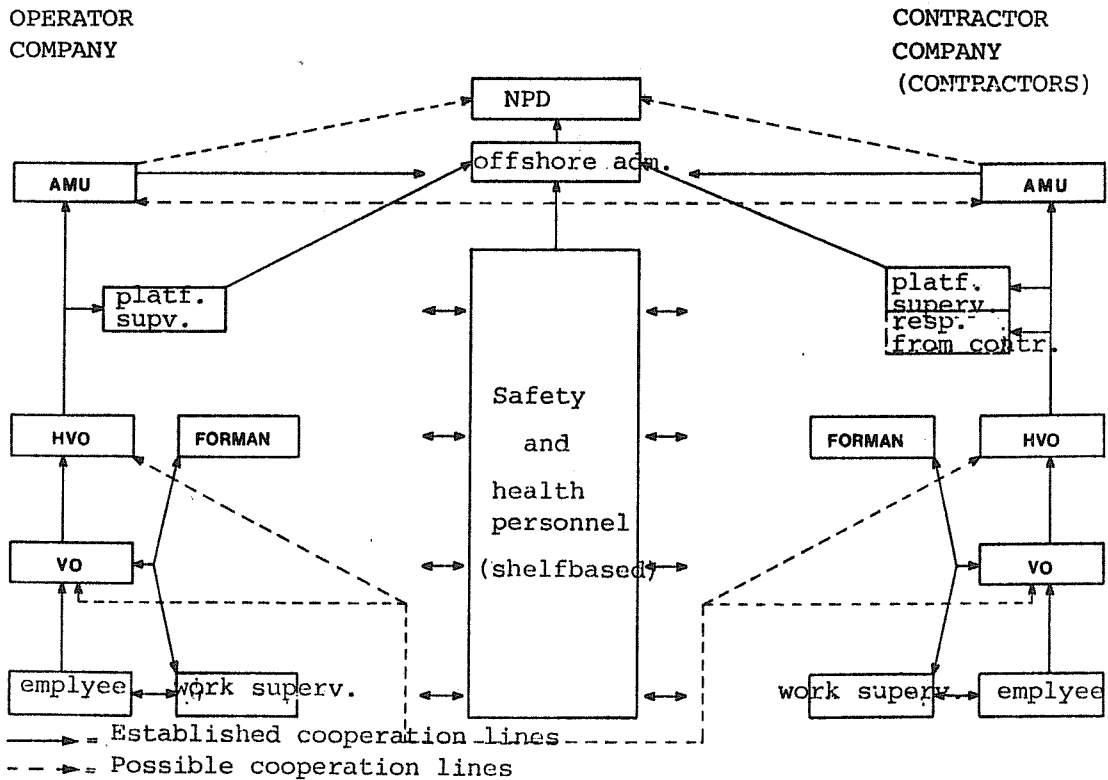 OPERATOR
COMPANY
CONTRACTOR
COMPANY
(CONTRACTORS)
NPD
offshore adm.
AMU
AMU
platf.
supv.
platf.
superv.
resp.
from contr.
Safety
and
health
personnel
(shelfbased)
HVO
FORMAN
FORMAN
HVO
VO
VO
emplyee
work superv.
work superv.
emplyee
= Established cooperation lines
= Possible cooperation lines